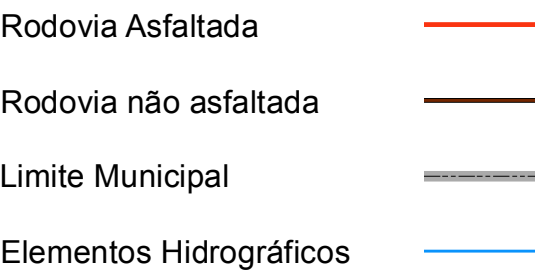 Rodovia Asfaltada
Rodovia não asfaltada
Limite Municipal
Elementos Hidrográficos